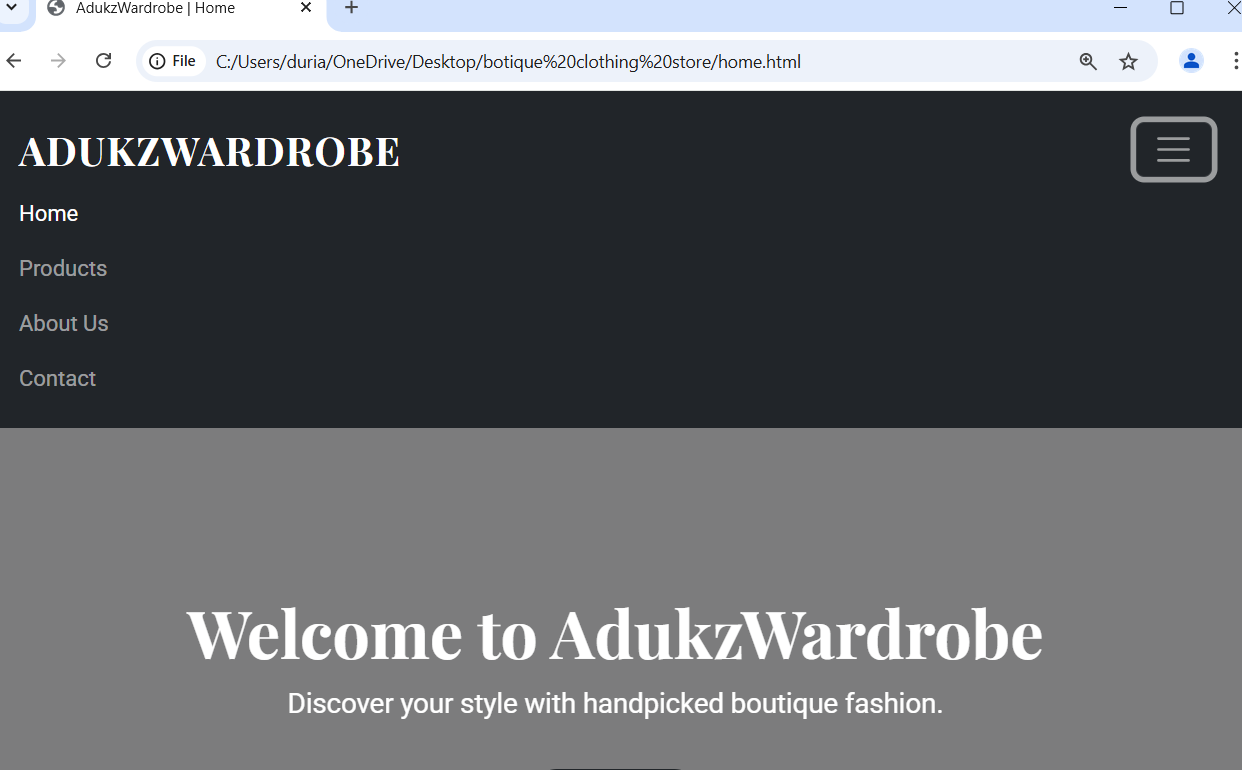 AdukzWardrobe | Home
File C:/Users/duria/OneDrive/Desktop/botique%20clothing%20store/home.html
ADUKZWARDROBE
Home
Products
About Us
Contact
Welcome to AdukzWardrobe
Discover your style with handpicked boutique fashion.